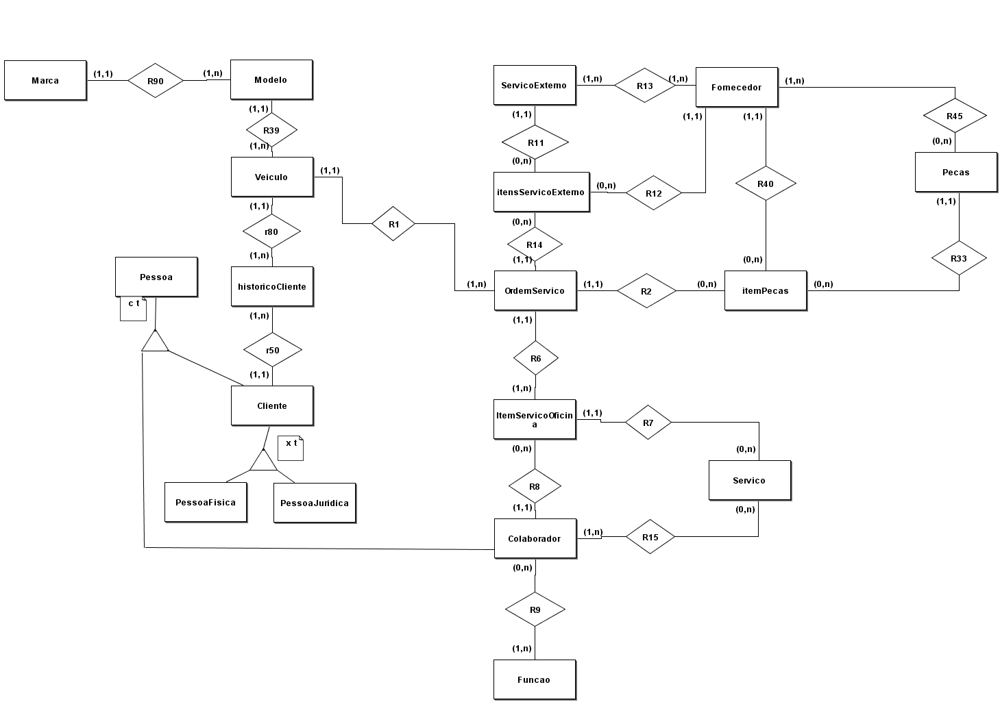 ServicoExterno
(1,n)
R13
(1,n)
Fornecedor
(1,n)
Marca
(1,1)
R90
(1,n)
Modelo
(1,1)
R39
(1,n)
(1,1)
R11
(0,n)
(1,1)
(1,1)
R45
(0,n)
Veiculo
(1,1)
itensServicoExterno
(0,n)
R12
R40
Pecas
(1,1)
r80
(1,n)
R1
(0,n)
R14
(1,1)
(0,n)
(1,1)
R33
Pessoa
c t
historicoCliente
(1,n)
r50
(1,1)
(1,n)
OrdemServico
(1,1)
R2
(0,n)
itemPecas
(0,n)
(1,1)
R6
(1,n)
Cliente
x t
ItemServicoOficin
a
(1,1)
R7
(0,n)
Servico
(0,n)
PessoaFisica
PessoaJuridica
(0,n)
R8
(1,1)
Colaborador
(1,n)
R15
(0,n)
R9
(1,n)
Funcao